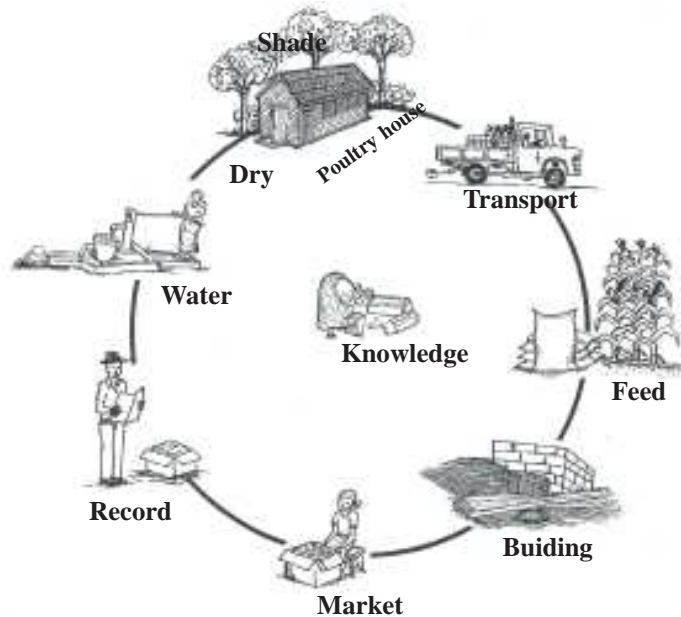 Shade
Poultry house
Dry
Transport
Water
Knowledge
Feed
Record
Buiding
Market